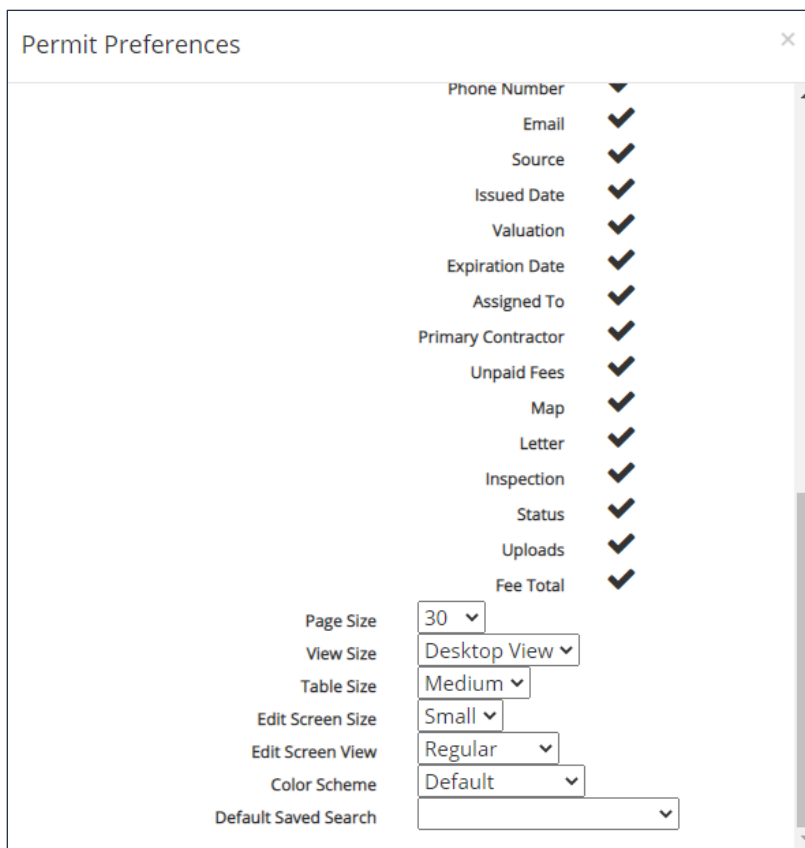 Permit Preferences
Phone Number
Email
Source
Issued Date
Valuation
Expiration Date
Assigned To
Primary Contractor
Unpaid Fees
Map
Letter
Inspection
Status
Uploads
Fee Total
Page Size 30
View Size Desktop View
Table Size Medium
Edit Screen Size Small
Edit Screen View Regular
Color Scheme Default
Default Saved Search